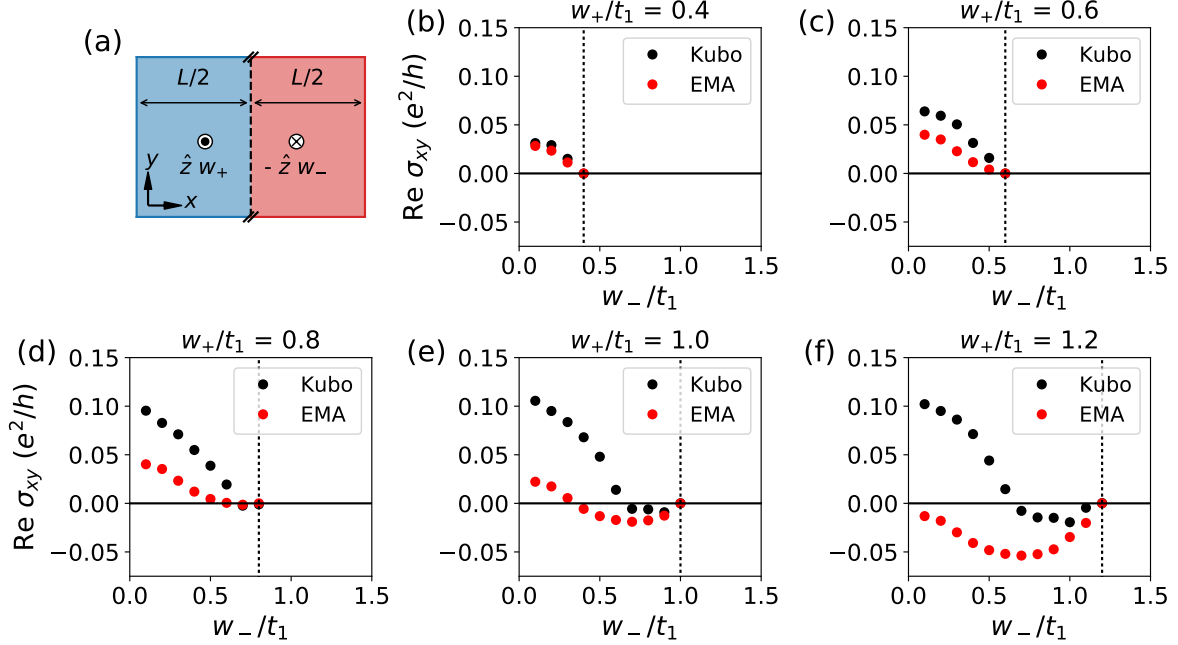 (a)
L/2 L/2
ẑ w₊ - ẑ w₋
y
x
(b)
w₊/t₁ = 0.4
Re σxy (e²/h)
0.15
0.10
0.05
0.00
−0.05
Kubo
EMA
0.0 0.5 1.0 1.5
w₋/t₁
(c)
w₊/t₁ = 0.6
0.15
0.10
0.05
0.00
−0.05
Kubo
EMA
0.0 0.5 1.0 1.5
w₋/t₁
(d)
w₊/t₁ = 0.8
Re σxy (e²/h)
0.15
0.10
0.05
0.00
−0.05
Kubo
EMA
0.0 0.5 1.0 1.5
w₋/t₁
(e)
w₊/t₁ = 1.0
0.15
0.10
0.05
0.00
−0.05
Kubo
EMA
0.0 0.5 1.0 1.5
w₋/t₁
(f)
w₊/t₁ = 1.2
0.15
0.10
0.05
0.00
−0.05
Kubo
EMA
0.0 0.5 1.0 1.5
w₋/t₁